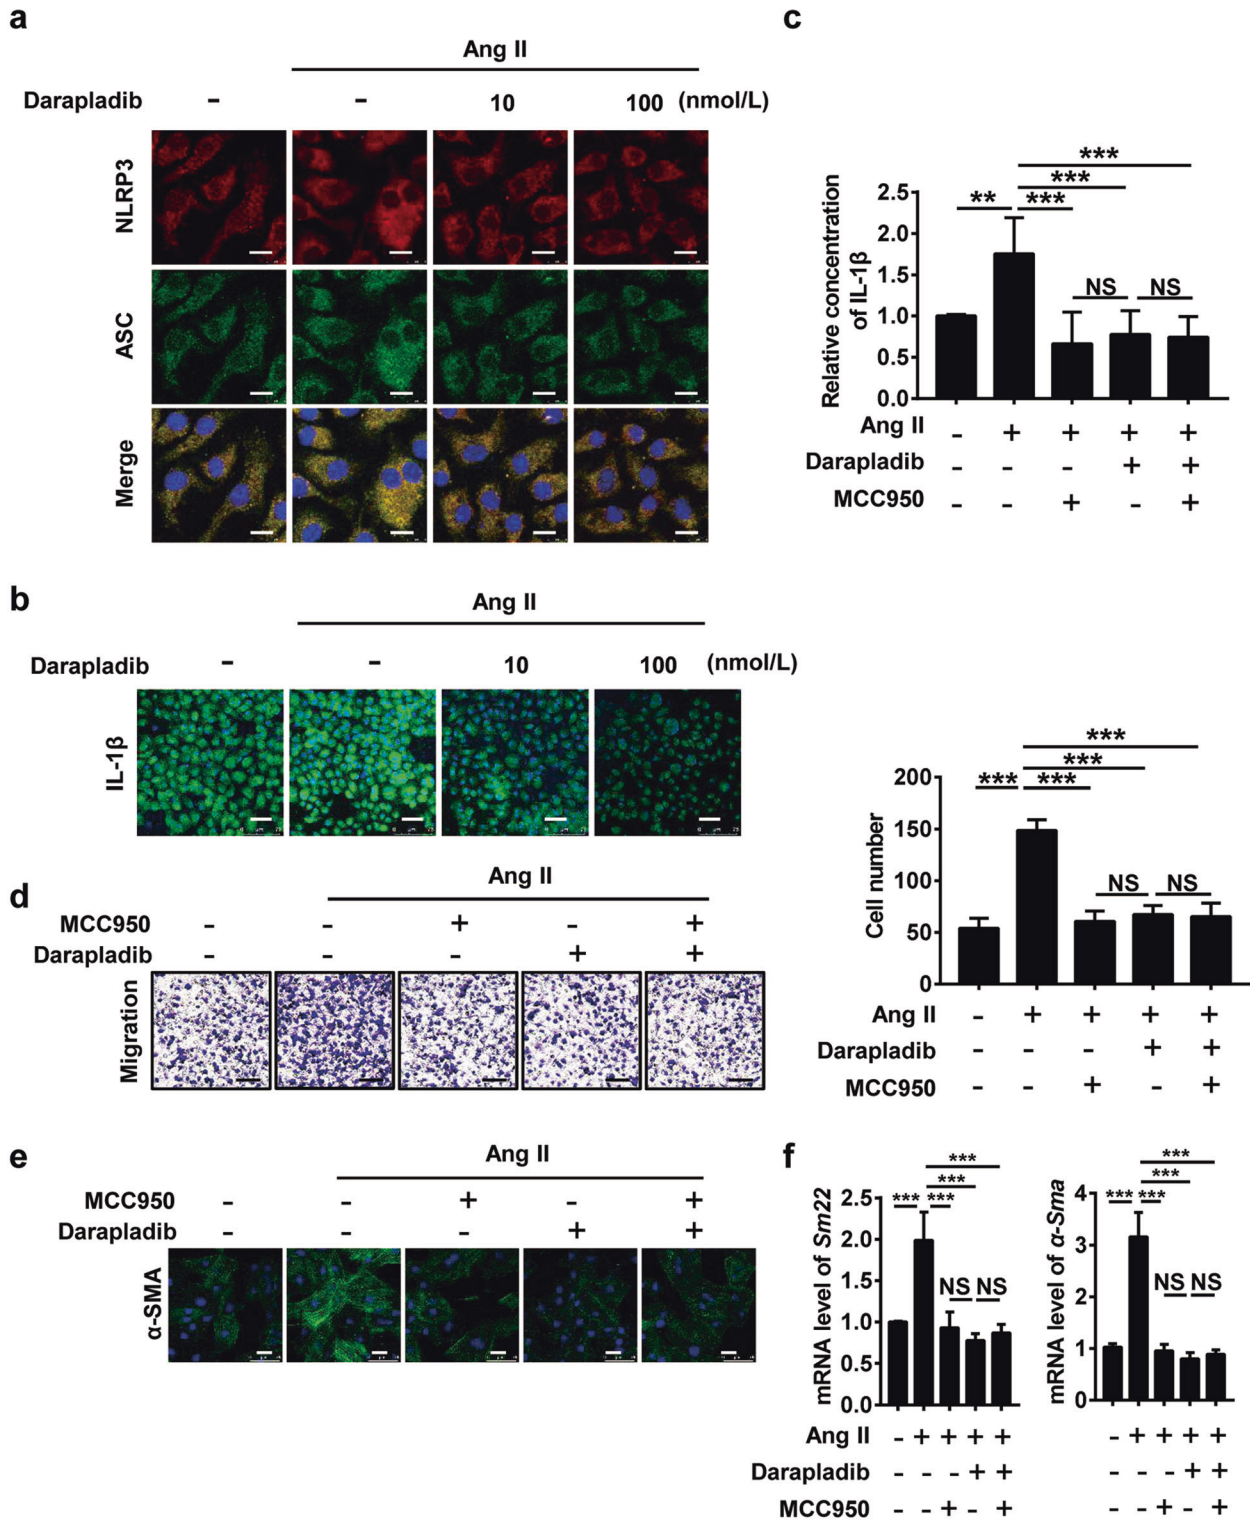 a
Ang II
Darapladib - - 10 100 (nmol/L)
NLRP3
ASC
Merge
c
***
***
** ***
NS NS
Relative concentration
of IL-1β
2.5
2.0
1.5
1.0
0.5
0.0
Ang II - + + + +
Darapladib - - - + +
MCC950 - - + - +
b
Ang II
Darapladib - - 10 100 (nmol/L)
IL-1β
d
Ang II
MCC950 - - + - +
Darapladib - - - + +
Migration
***
***
*** ***
NS NS
Cell number
200
150
100
50
0
Ang II - + + + +
Darapladib - - - + +
MCC950 - - + - +
e
Ang II
MCC950 - - + - +
Darapladib - - - + +
α-SMA
f
***
***
*** ***
NS NS
mRNA level of Sm22
2.5
2.0
1.5
1.0
0.5
0.0
Ang II - + + + +
Darapladib - - - + +
MCC950 - - + - +
***
***
*** ***
NS NS
mRNA level of α-Sma
4
3
2
1
0
- + + + +
- - - + +
- - + - +